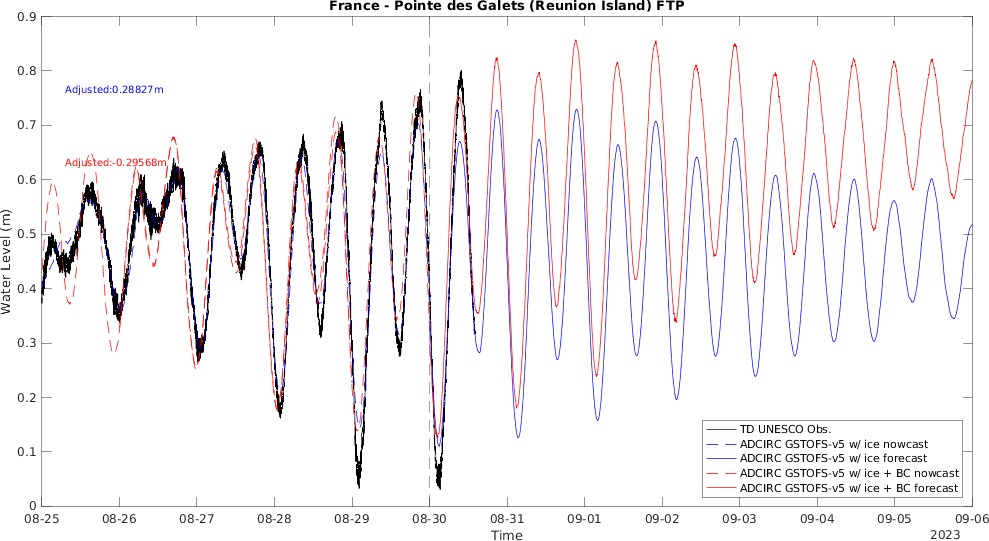 France - Pointe des Galets (Reunion Island) FTP
0.9
0.8
0.7
0.6
0.5
0.4
0.3
0.2
0.1
0
Water Level (m)
Adjusted:0.28827m
Adjusted:-0.29568m
TD UNESCO Obs.
ADCIRC GSTOFS-v5 w/ ice nowcast
ADCIRC GSTOFS-v5 w/ ice forecast
ADCIRC GSTOFS-v5 w/ ice + BC nowcast
ADCIRC GSTOFS-v5 w/ ice + BC forecast
08-25 08-26 08-27 08-28 08-29 08-30 08-31 09-01 09-02 09-03 09-04 09-05 09-06
Time
2023